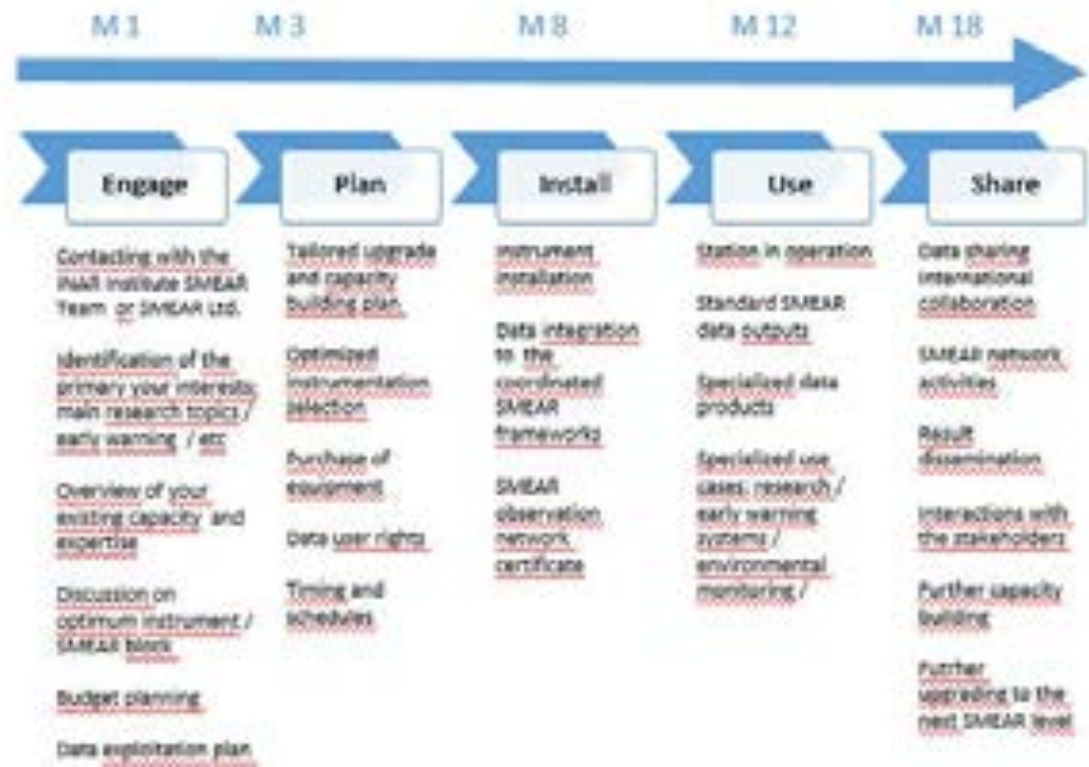 M 1
M 3
M 8
M 12
M 18
Engage
Plan
Install
Use
Share
Contacting with the
INAR Institute SMEAR
Team or SMEAR Ltd.
Identification of the
primary your interests;
main research topics /
early warning / etc
Overview of your
existing capacity and
expertise
Discussion on
optimum instrument /
SMEAR block
Budget planning
Data exploitation plan
Tailored upgrade
and capacity
building plan
Optimized
instrumentation
selection
Purchase of
equipment
Data user rights
Timing and
schedules
Instrument
installation
Data integration
to the
coordinated
SMEAR
frameworks
SMEAR
observation
network
certificate
Station in operation
Standard SMEAR
data outputs
Specialized data
products
Specialized use
cases: research /
early warning
systems /
environmental
monitoring /
Data sharing
International
collaboration
SMEAR network
activities
Result
dissemination
Interactions with
the stakeholders
Further capacity
building
Futrher
upgrading to the
next SMEAR level